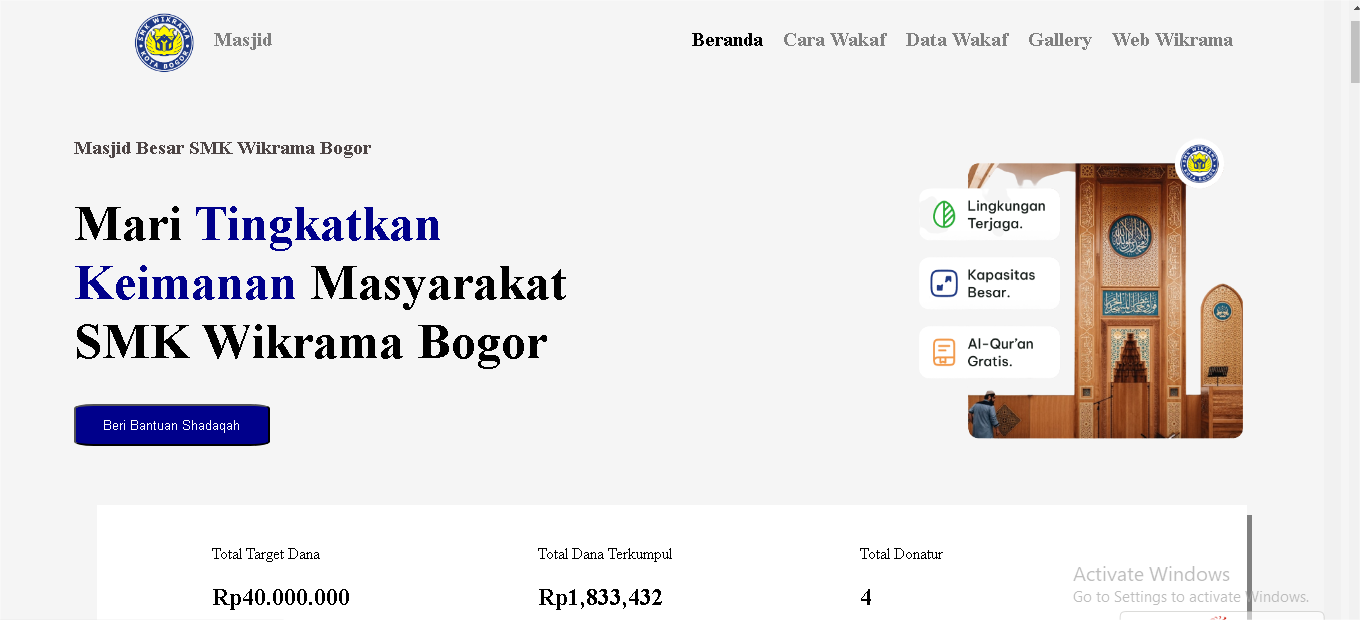 SMK WIKRAMA
KOTA BOGOR
Masjid
Beranda
Cara Wakaf
Data Wakaf
Gallery
Web Wikrama
Masjid Besar SMK Wikrama Bogor
Mari Tingkatkan
Keimanan Masyarakat
SMK Wikrama Bogor
Beri Bantuan Shadaqah
Lingkungan
Terjaga.
Kapasitas
Besar.
Al-Qur'an
Gratis.
Total Target Dana
Rp40.000.000
Total Dana Terkumpul
Rp1,833,432
Total Donatur
4
Activate Windows
Go to Settings to activate Windows.